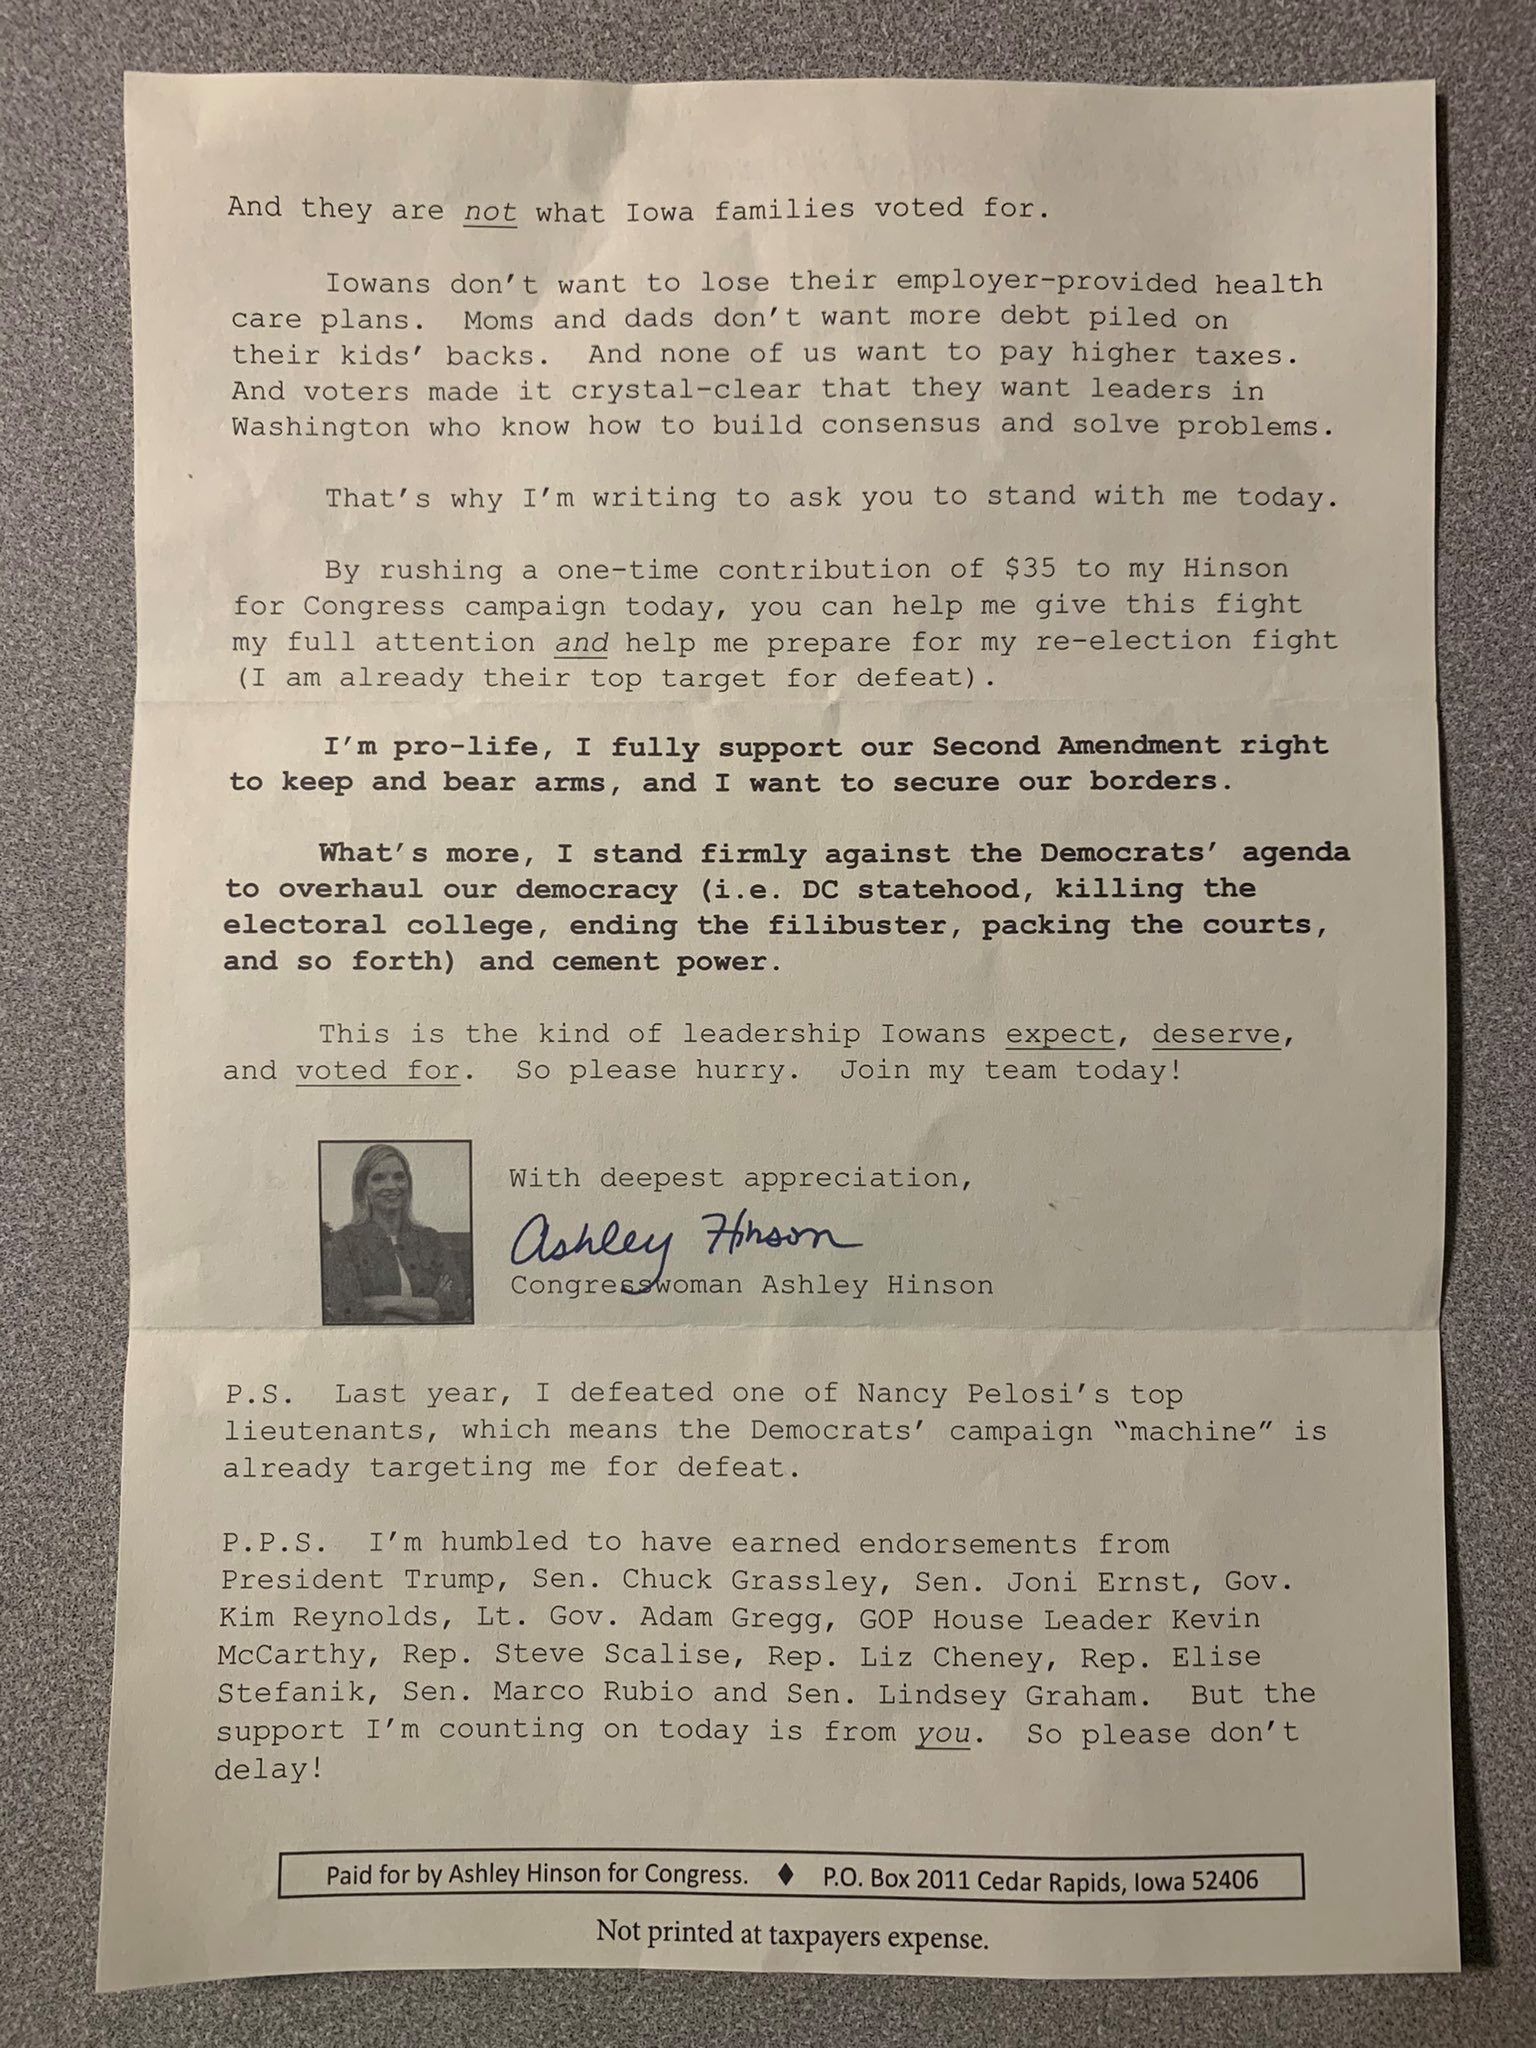 And they are not what Iowa families voted for.
Iowans don't want to lose their employer-provided health
care plans. Moms and dads don't want more debt piled on
their kids' backs. And none of us want to pay higher taxes.
And voters made it crystal-clear that they want leaders in
Washington who know how to build consensus and solve problems.
That's why I'm writing to ask you to stand with me today.
By rushing a one-time contribution of $35 to my Hinson
for Congress campaign today, you can help me give this fight
my full attention and help me prepare for my re-election fight
(I am already their top target for defeat).
I'm pro-life, I fully support our Second Amendment right
to keep and bear arms, and I want to secure our borders.
What's more, I stand firmly against the Democrats' agenda
to overhaul our democracy (i.e. DC statehood, killing the
electoral college, ending the filibuster, packing the courts,
and so forth) and cement power.
This is the kind of leadership Iowans expect, deserve,
and voted for. So please hurry. Join my team today!
With deepest appreciation,
Ashley Hinson
Congresswoman Ashley Hinson
P.S. Last year, I defeated one of Nancy Pelosi's top
lieutenants, which means the Democrats' campaign "machine" is
already targeting me for defeat.
P.P.S. I'm humbled to have earned endorsements from
President Trump, Sen. Chuck Grassley, Sen. Joni Ernst, Gov.
Kim Reynolds, Lt. Gov. Adam Gregg, GOP House Leader Kevin
McCarthy, Rep. Steve Scalise, Rep. Liz Cheney, Rep. Elise
Stefanik, Sen. Marco Rubio and Sen. Lindsey Graham. But the
support I'm counting on today is from you. So please don't
delay!
Paid for by Ashley Hinson for Congress. ♦ P.O. Box 2011 Cedar Rapids, Iowa 52406
Not printed at taxpayers expense.